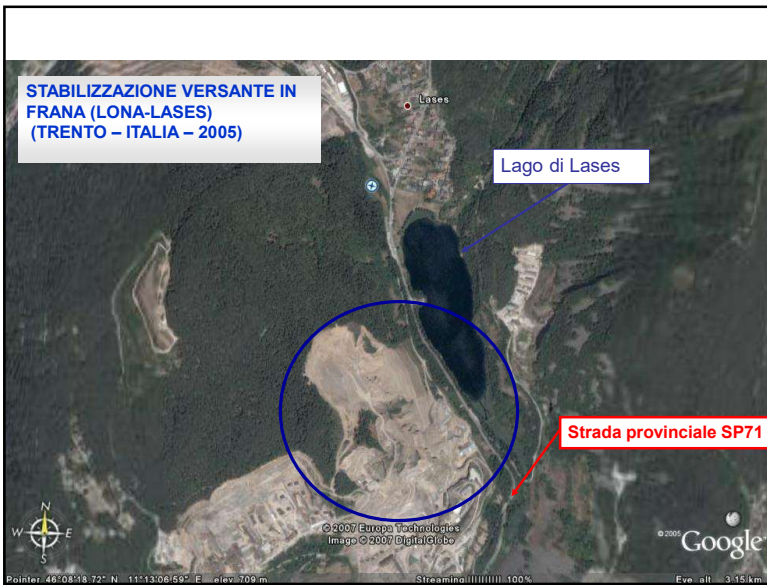 STABILIZZAZIONE VERSANTE IN
FRANA (LONA-LASES)
(TRENTO – ITALIA – 2005)
Lases
Lago di Lases
Strada provinciale SP71
N
W E
S
© 2007 Europa Technologies
Image © 2007 DigitalGlobe
©2005 Google
Pointer 46°08'18.72" N 11°13'06.59" E elev 709 m Streaming |||||||||| 100% Eye alt 3.15 km